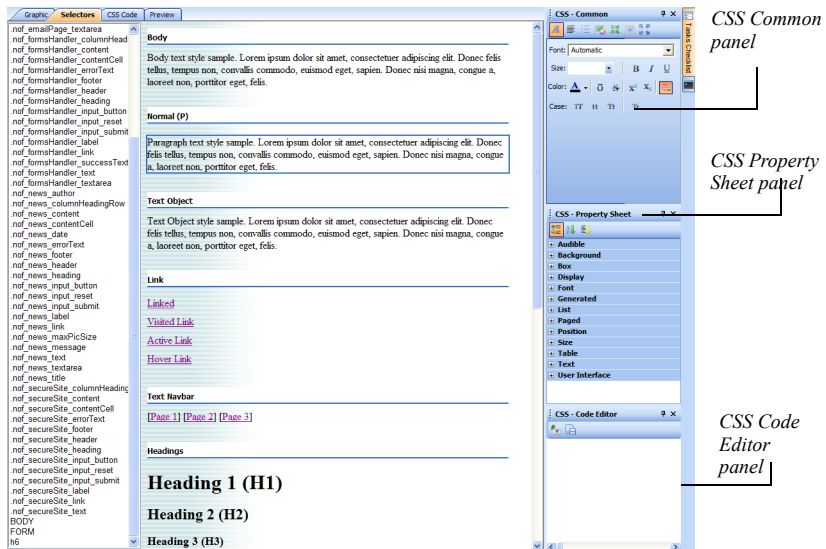 Graphic Selectors CSS Code Preview
.nof_emailPage_textarea
.nof_formsHandler_columnHead
.nof_formsHandler_content
.nof_formsHandler_contentCell
.nof_formsHandler_errorText
.nof_formsHandler_footer
.nof_formsHandler_header
.nof_formsHandler_heading
.nof_formsHandler_input_button
.nof_formsHandler_input_reset
.nof_formsHandler_input_submit
.nof_formsHandler_label
.nof_formsHandler_link
.nof_formsHandler_successText
.nof_formsHandler_text
.nof_formsHandler_textarea
.nof_news_author
.nof_news_columnHeadingRow
.nof_news_content
.nof_news_contentCell
.nof_news_date
.nof_news_errorText
.nof_news_footer
.nof_news_header
.nof_news_heading
.nof_news_input_button
.nof_news_input_reset
.nof_news_input_submit
.nof_news_label
.nof_news_link
.nof_news_maxPicSize
.nof_news_message
.nof_news_text
.nof_news_textarea
.nof_news_title
.nof_secureSite_columnHeading
.nof_secureSite_content
.nof_secureSite_contentCell
.nof_secureSite_errorText
.nof_secureSite_footer
.nof_secureSite_header
.nof_secureSite_heading
.nof_secureSite_input_button
.nof_secureSite_input_reset
.nof_secureSite_input_submit
.nof_secureSite_label
.nof_secureSite_link
.nof_secureSite_text
BODY
FORM
h6
Body
Body text style sample. Lorem ipsum dolor sit amet, consectetuer adipiscing elit. Donec felis
tellus, tempus non, convallis commodo, euismod eget, sapien. Donec nisi magna, congue a,
laoreet non, porttitor eget, felis.
Normal (P)
Paragraph text style sample. Lorem ipsum dolor sit amet, consectetuer adipiscing elit. Donec
felis tellus, tempus non, convallis commodo, euismod eget, sapien. Donec nisi magna, congue
a, laoreet non, porttitor eget, felis.
Text Object
Text Object style sample. Lorem ipsum dolor sit amet, consectetuer adipiscing elit. Donec
felis tellus, tempus non, convallis commodo, euismod eget, sapien. Donec nisi magna, congue
a, laoreet non, porttitor eget, felis.
Link
Linked
Visited Link
Active Link
Hover Link
Text Navbar
[Page 1] [Page 2] [Page 3]
Headings
Heading 1 (H1)
Heading 2 (H2)
Heading 3 (H3)
CSS - Common
Font: Automatic
Size: B I U
Color: A O S X² X₂
Case: TT tt Tt Tt
CSS - Property Sheet
Audible
Background
Box
Display
Font
Generated
List
Paged
Position
Size
Table
Text
User Interface
CSS - Code Editor
Tasks Checklist
CSS Common
panel
CSS Property
Sheet panel
CSS Code
Editor
panel